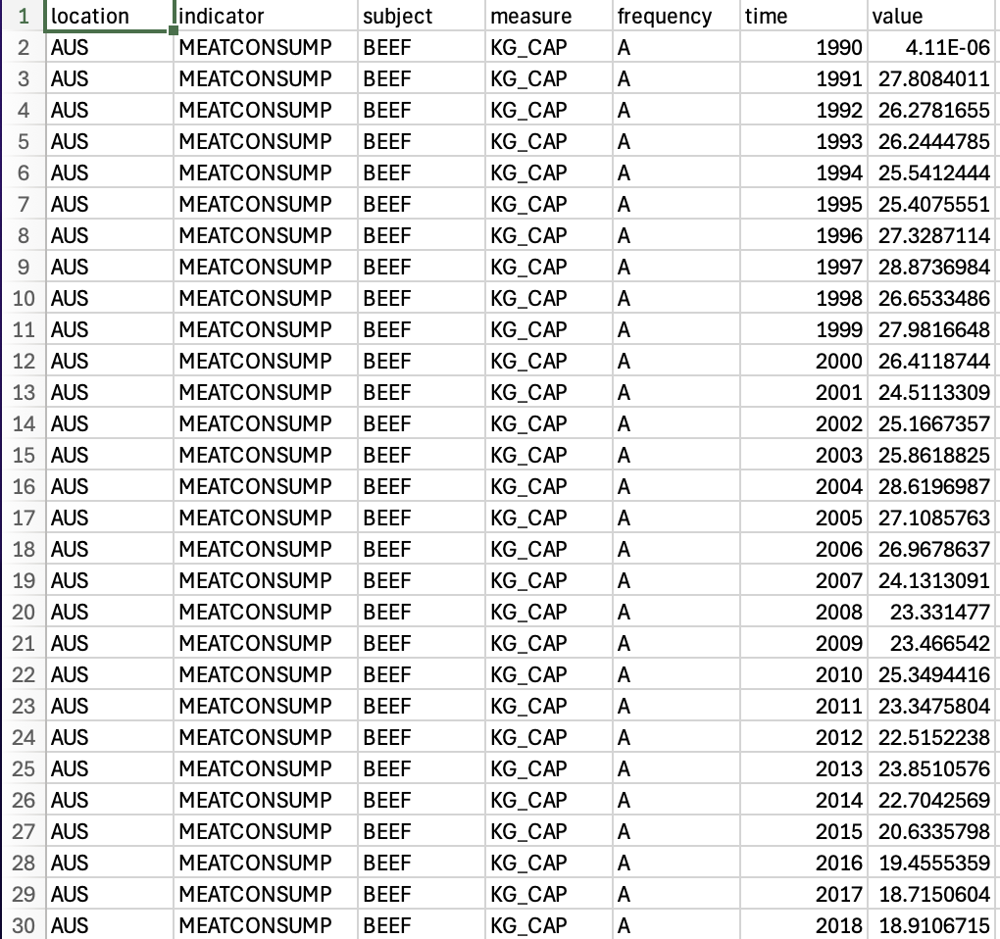 1 location indicator subject measure frequency time value
2 AUS MEATCONSUMP BEEF KG_CAP A 1990 4.11E-06
3 AUS MEATCONSUMP BEEF KG_CAP A 1991 27.8084011
4 AUS MEATCONSUMP BEEF KG_CAP A 1992 26.2781655
5 AUS MEATCONSUMP BEEF KG_CAP A 1993 26.2444785
6 AUS MEATCONSUMP BEEF KG_CAP A 1994 25.5412444
7 AUS MEATCONSUMP BEEF KG_CAP A 1995 25.4075551
8 AUS MEATCONSUMP BEEF KG_CAP A 1996 27.3287114
9 AUS MEATCONSUMP BEEF KG_CAP A 1997 28.8736984
10 AUS MEATCONSUMP BEEF KG_CAP A 1998 26.6533486
11 AUS MEATCONSUMP BEEF KG_CAP A 1999 27.9816648
12 AUS MEATCONSUMP BEEF KG_CAP A 2000 26.4118744
13 AUS MEATCONSUMP BEEF KG_CAP A 2001 24.5113309
14 AUS MEATCONSUMP BEEF KG_CAP A 2002 25.1667357
15 AUS MEATCONSUMP BEEF KG_CAP A 2003 25.8618825
16 AUS MEATCONSUMP BEEF KG_CAP A 2004 28.6196987
17 AUS MEATCONSUMP BEEF KG_CAP A 2005 27.1085763
18 AUS MEATCONSUMP BEEF KG_CAP A 2006 26.9678637
19 AUS MEATCONSUMP BEEF KG_CAP A 2007 24.1313091
20 AUS MEATCONSUMP BEEF KG_CAP A 2008 23.331477
21 AUS MEATCONSUMP BEEF KG_CAP A 2009 23.466542
22 AUS MEATCONSUMP BEEF KG_CAP A 2010 25.3494416
23 AUS MEATCONSUMP BEEF KG_CAP A 2011 23.3475804
24 AUS MEATCONSUMP BEEF KG_CAP A 2012 22.5152238
25 AUS MEATCONSUMP BEEF KG_CAP A 2013 23.8510576
26 AUS MEATCONSUMP BEEF KG_CAP A 2014 22.7042569
27 AUS MEATCONSUMP BEEF KG_CAP A 2015 20.6335798
28 AUS MEATCONSUMP BEEF KG_CAP A 2016 19.4555359
29 AUS MEATCONSUMP BEEF KG_CAP A 2017 18.7150604
30 AUS MEATCONSUMP BEEF KG_CAP A 2018 18.9106715